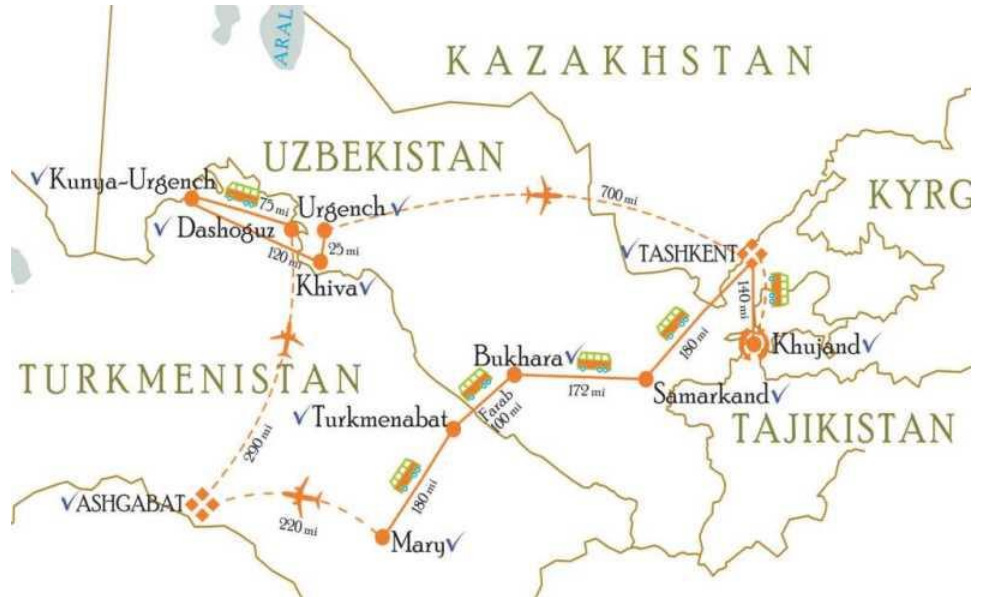 ARAL
KAZAKHSTAN
UZBEKISTAN
Kunya-Urgench
KYRG
75 mi
Urgench
700 mi
Dashoguz
120 mi
25 mi
TASHKENT
Khiva
140 mi
Bukhara
180 mi
Khujand
TURKMENISTAN
172 mi
Samarkand
Farab
100 mi
Turkmenabat
TAJIKISTAN
290 mi
180 mi
ASHGABAT
220 mi
Mary